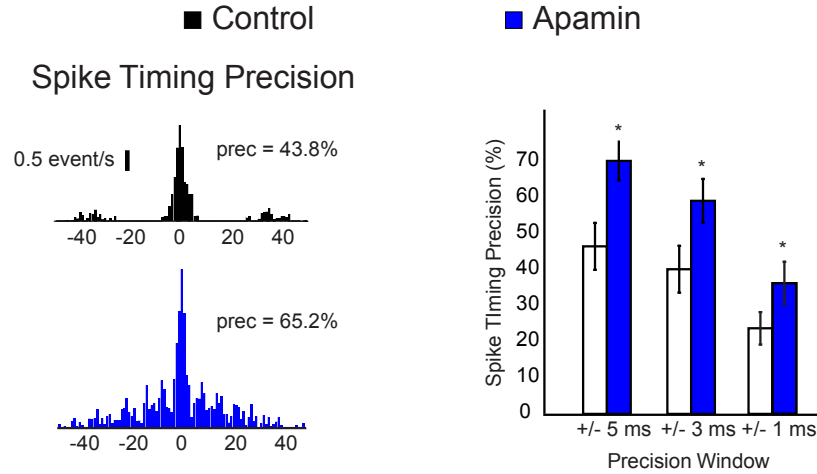 Control
Apamin
Spike Timing Precision
0.5 event/s
prec = 43.8%
-40 -20 0 20 40
prec = 65.2%
-40 -20 0 20 40
Spike TIming Precision (%)
70
60
50
40
30
20
10
0
* * *
+/- 5 ms +/- 3 ms +/- 1 ms
Precision Window